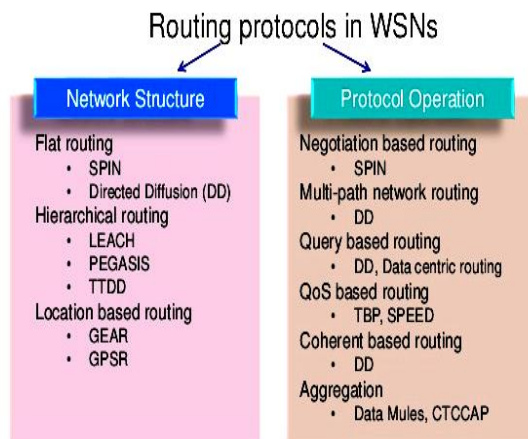 Routing protocols in WSNs
Network Structure
Flat routing
• SPIN
• Directed Diffusion (DD)
Hierarchical routing
• LEACH
• PEGASIS
• TTDD
Location based routing
• GEAR
• GPSR
Protocol Operation
Negotiation based routing
• SPIN
Multi-path network routing
• DD
Query based routing
• DD, Data centric routing
QoS based routing
• TBP, SPEED
Coherent based routing
• DD
Aggregation
• Data Mules, CTCCAP